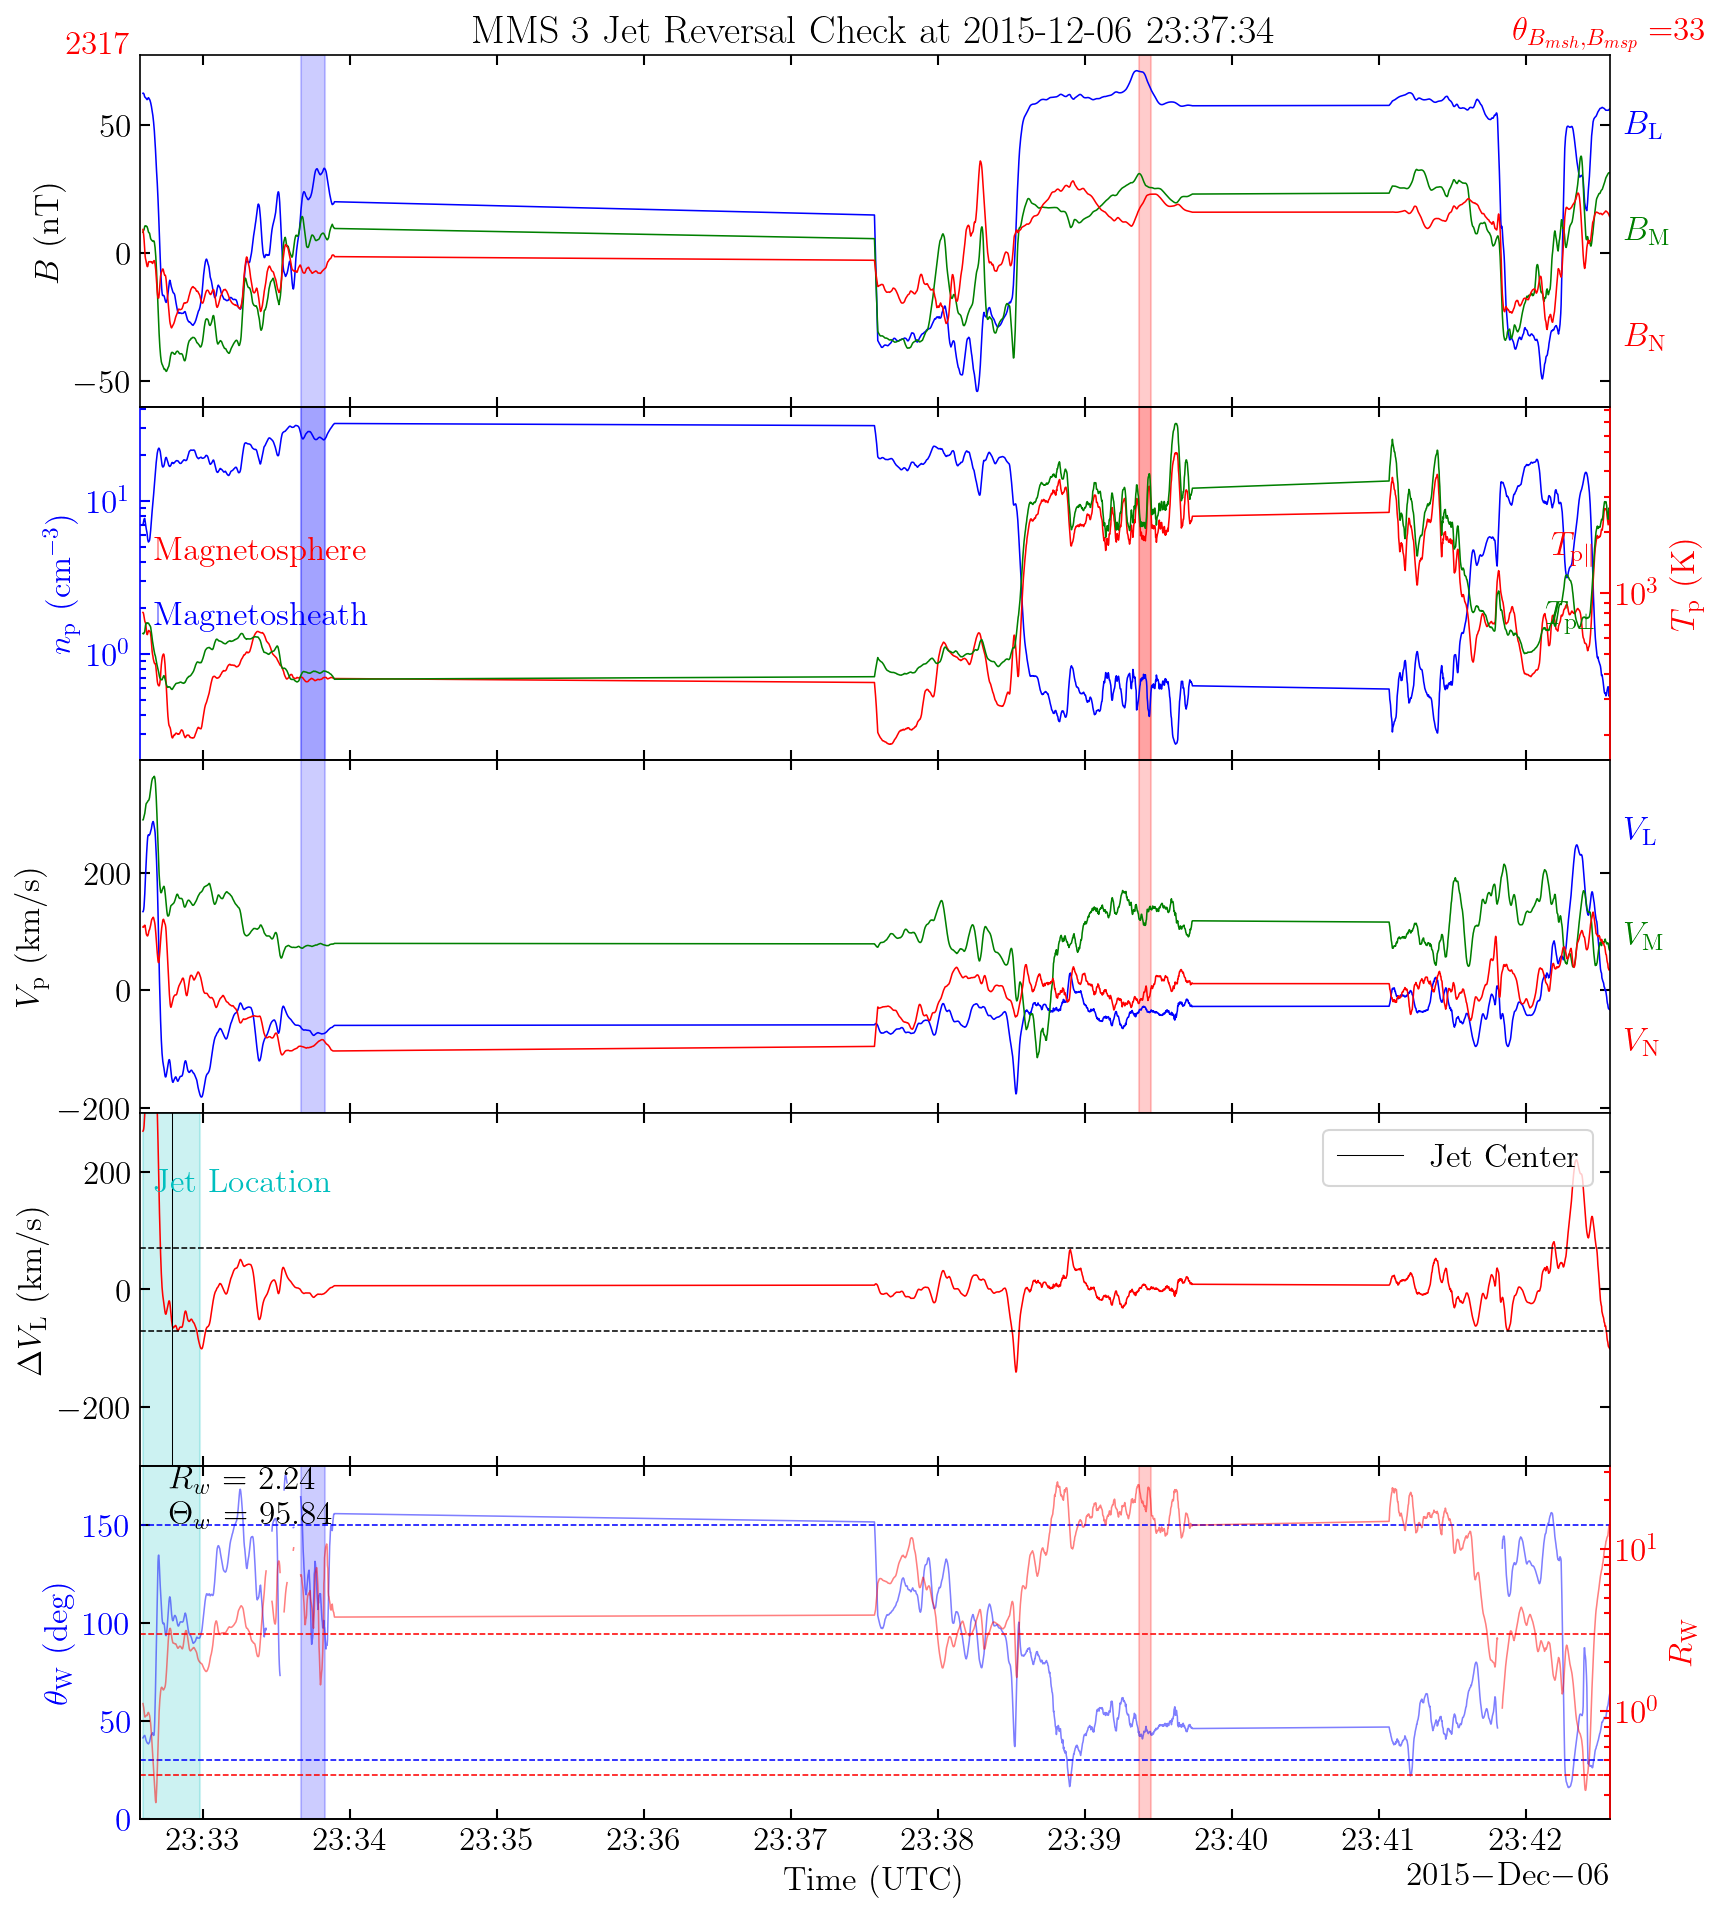 MMS 3 Jet Reversal Check at 2015-12-06 23:37:34
2317
θ_{B_{msh},B_{msp}} =33
50
0
−50
B (nT)
B_L
B_M
B_N
10^1
10^0
n_p (cm^{−3})
Magnetosphere
Magnetosheath
T_{p∥}
T_{p⊥}
10^3
T_p (K)
200
0
−200
V_p (km/s)
V_L
V_M
V_N
200
0
−200
ΔV_L (km/s)
Jet Location
Jet Center
R_w = 2.24
Θ_w = 95.84
150
100
50
0
θ_W (deg)
10^1
10^0
R_W
23:33 23:34 23:35 23:36 23:37 23:38 23:39 23:40 23:41 23:42
Time (UTC)
2015−Dec−06